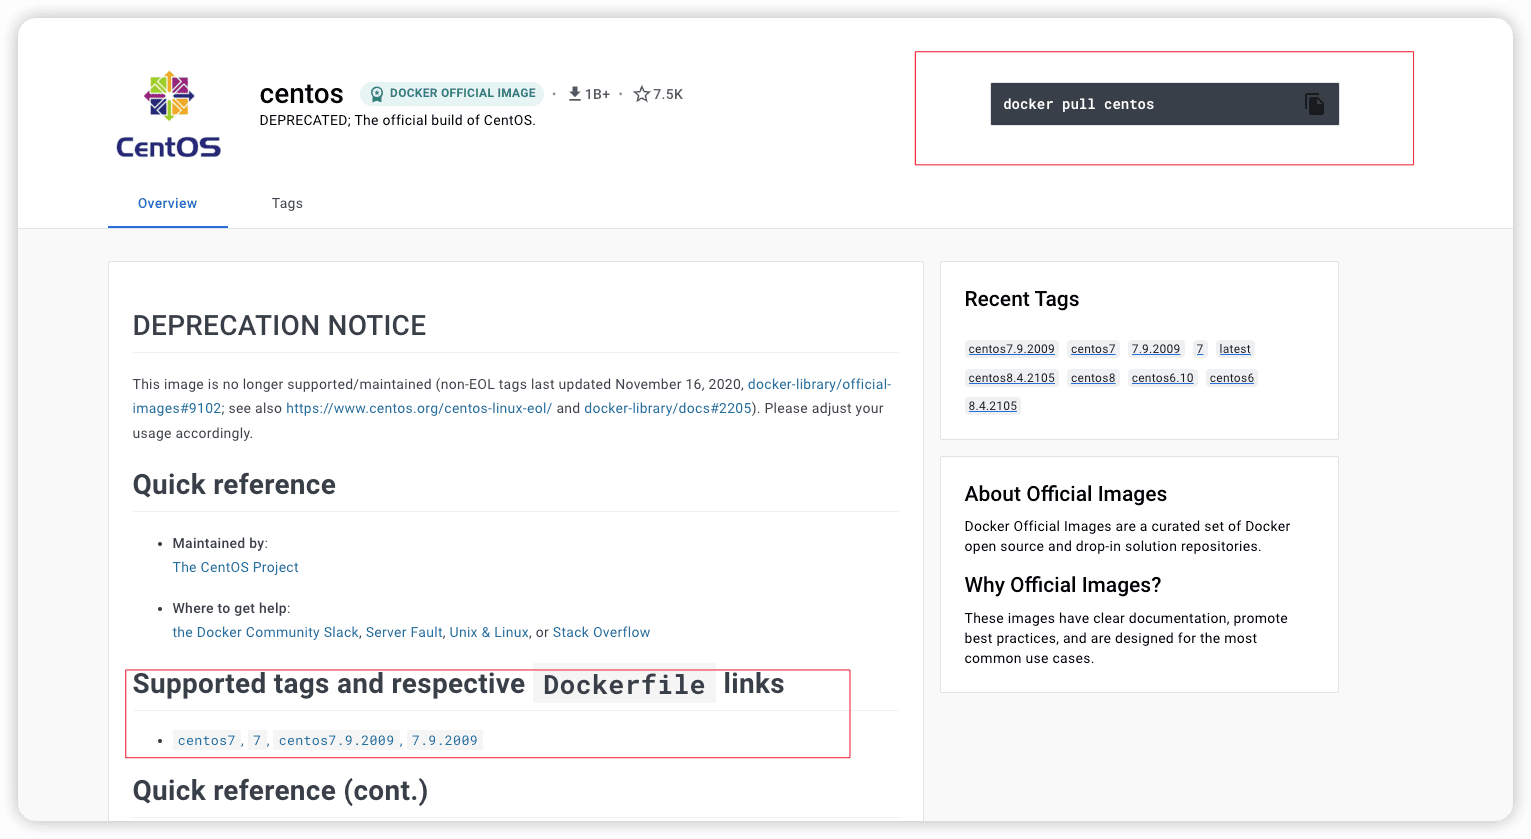 centos DOCKER OFFICIAL IMAGE · 1B+ · 7.5K
DEPRECATED; The official build of CentOS.
CentOS
docker pull centos
Overview Tags
DEPRECATION NOTICE
This image is no longer supported/maintained (non-EOL tags last updated November 16, 2020, docker-library/official-
images#9102; see also https://www.centos.org/centos-linux-eol/ and docker-library/docs#2205). Please adjust your
usage accordingly.
Quick reference
• Maintained by:
The CentOS Project
• Where to get help:
the Docker Community Slack, Server Fault, Unix & Linux, or Stack Overflow
Supported tags and respective Dockerfile links
• centos7, 7, centos7.9.2009, 7.9.2009
Quick reference (cont.)
Recent Tags
centos7.9.2009 centos7 7.9.2009 7 latest
centos8.4.2105 centos8 centos6.10 centos6
8.4.2105
About Official Images
Docker Official Images are a curated set of Docker
open source and drop-in solution repositories.
Why Official Images?
These images have clear documentation, promote
best practices, and are designed for the most
common use cases.